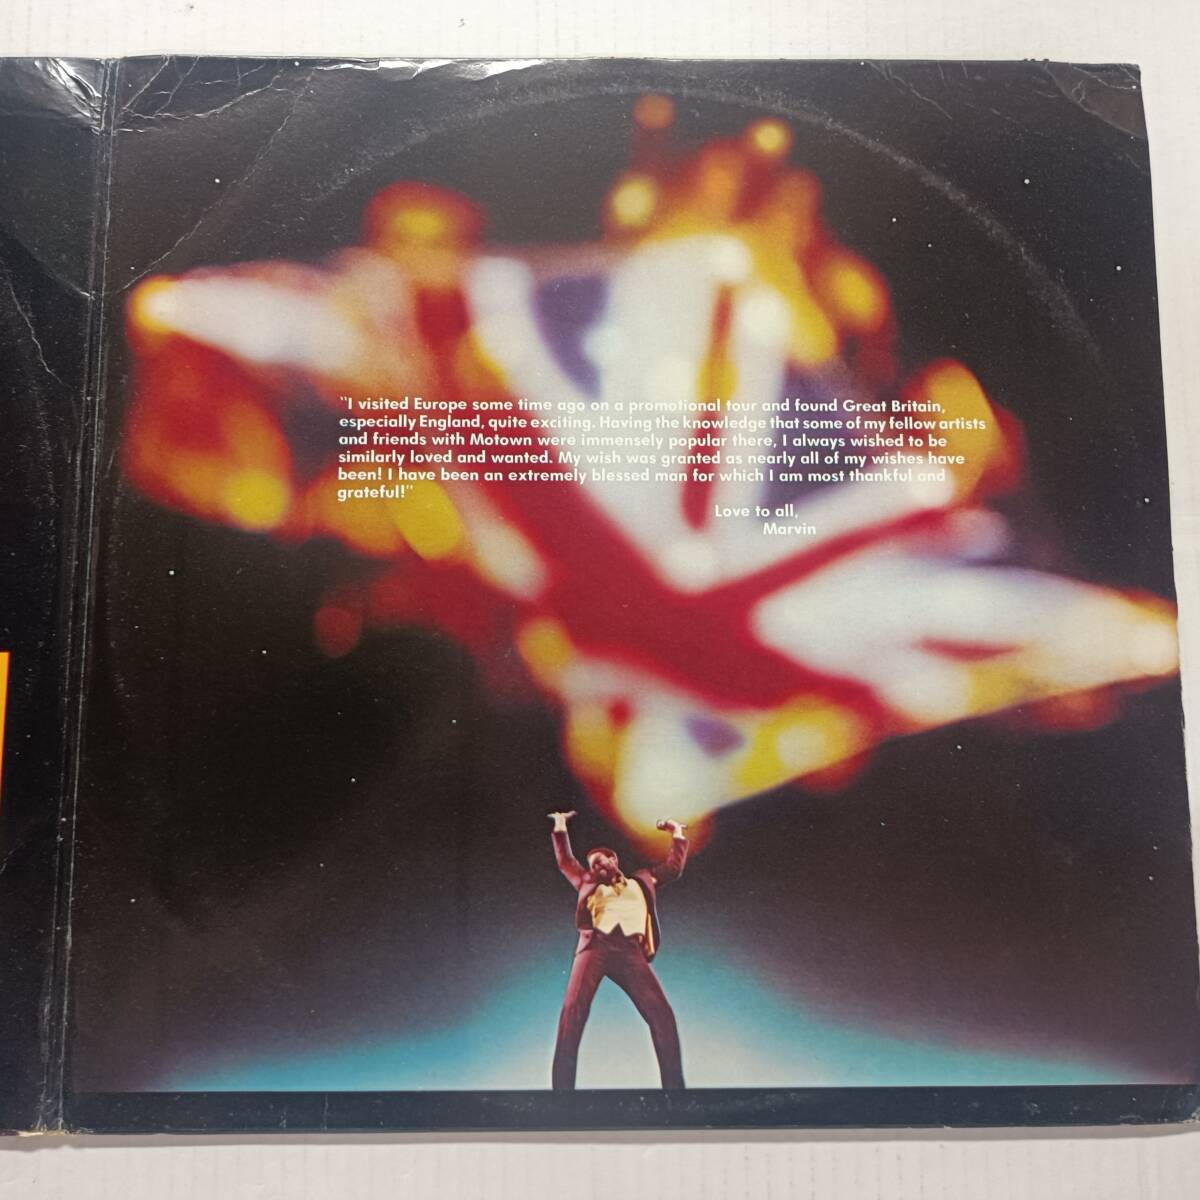 "I visited Europe some time ago on a promotional tour and found Great Britain,
especially England, quite exciting. Having the knowledge that some of my fellow artists
and friends with Motown were immensely popular there, I always wished to be
similarly loved and wanted. My wish was granted as nearly all of my wishes have
been! I have been an extremely blessed man for which I am most thankful and
grateful!"
Love to all,
Marvin